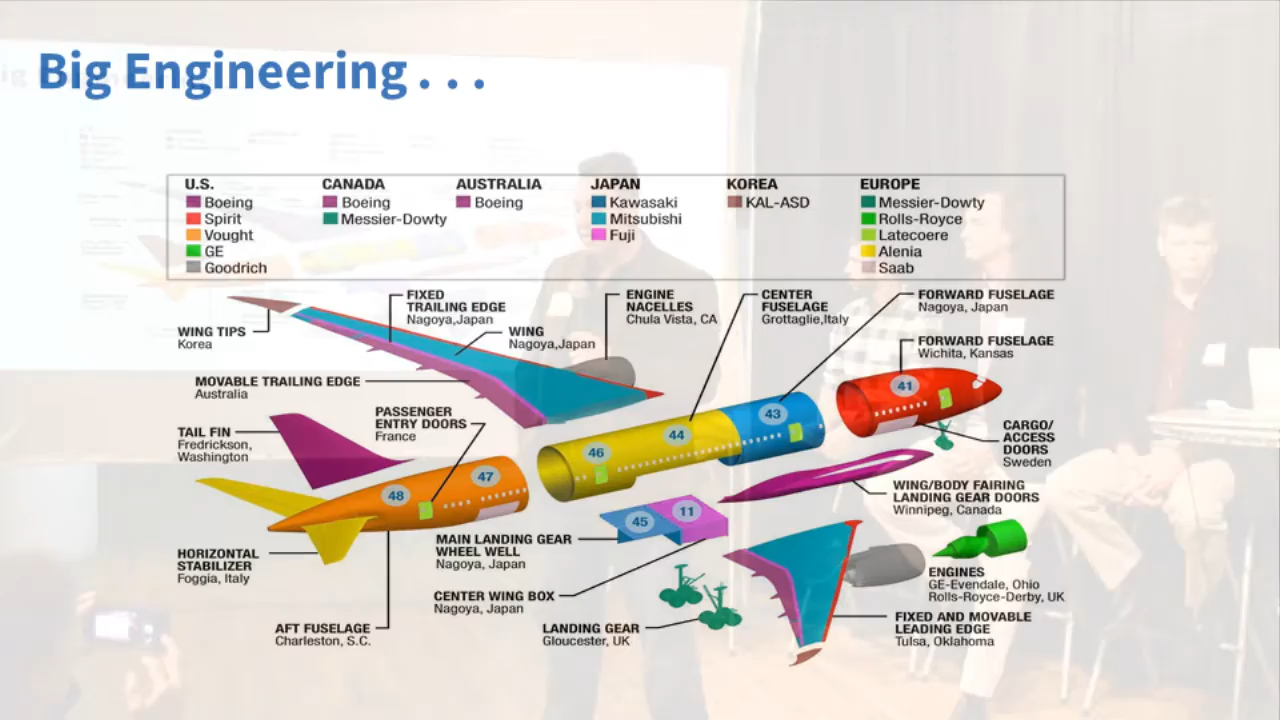 Big Engineering . . .
U.S.
Boeing
Spirit
Vought
GE
Goodrich
CANADA
Boeing
Messier-Dowty
AUSTRALIA
Boeing
JAPAN
Kawasaki
Mitsubishi
Fuji
KOREA
KAL-ASD
EUROPE
Messier-Dowty
Rolls-Royce
Latecoere
Alenia
Saab
WING TIPS
Korea
FIXED
TRAILING EDGE
Nagoya,Japan
WING
Nagoya,Japan
ENGINE
NACELLES
Chula Vista, CA
CENTER
FUSELAGE
Grottaglie,Italy
FORWARD FUSELAGE
Nagoya, Japan
FORWARD FUSELAGE
Wichita, Kansas
MOVABLE TRAILING EDGE
Australia
PASSENGER
ENTRY DOORS
France
TAIL FIN
Fredrickson,
Washington
41
43
44
46
47
48
CARGO/
ACCESS
DOORS
Sweden
WING/BODY FAIRING
LANDING GEAR DOORS
Winnipeg, Canada
45
11
MAIN LANDING GEAR
WHEEL WELL
Nagoya, Japan
HORIZONTAL
STABILIZER
Foggia, Italy
CENTER WING BOX
Nagoya, Japan
ENGINES
GE-Evendale, Ohio
Rolls-Royce-Derby, UK
AFT FUSELAGE
Charleston, S.C.
LANDING GEAR
Gloucester, UK
FIXED AND MOVABLE
LEADING EDGE
Tulsa, Oklahoma